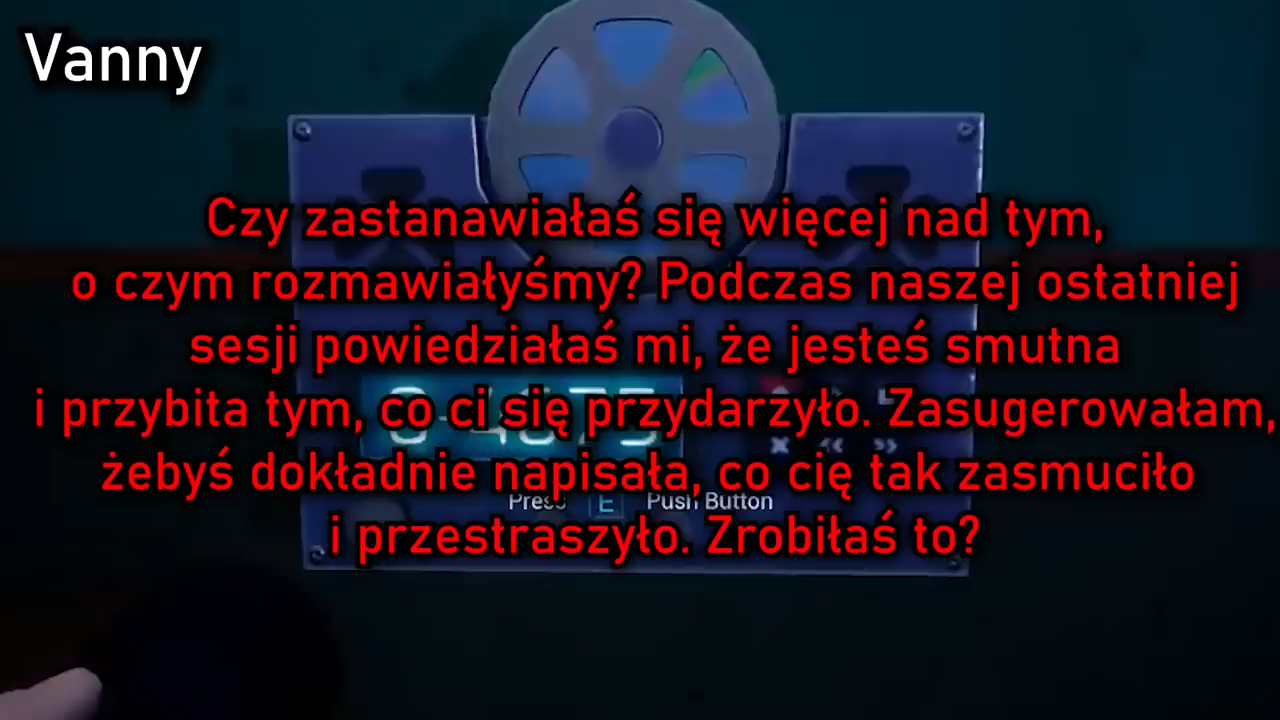 Vanny
Czy zastanawiałaś się więcej nad tym,
o czym rozmawiałyśmy? Podczas naszej ostatniej
sesji powiedziałaś mi, że jesteś smutna
i przybita tym, co ci się przydarzyło. Zasugerowałam,
żebyś dokładnie napisała, co cię tak zasmuciło
Press E Push Button
i przestraszyło. Zrobiłaś to?